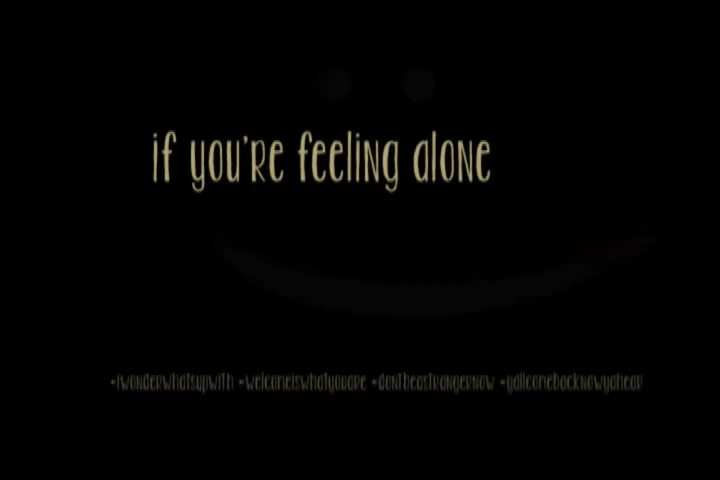 if you're feeling alone
•iwonderwhatsupwith •welcomeiswhatyouare •dontbeastrangernow •yallcomebacknowyahear